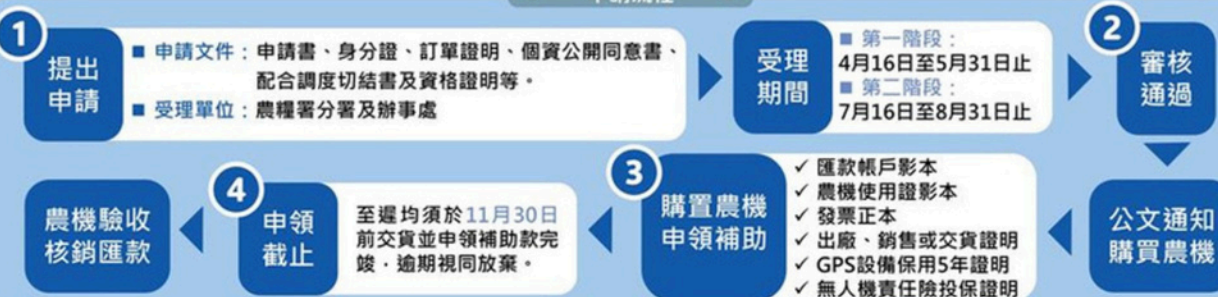 1
提出
申請
■ 申請文件：申請書、身分證、訂單證明、個資公開同意書、
配合調度切結書及資格證明等。
■ 受理單位：農糧署分署及辦事處
受理
期間
■ 第一階段：
4月16日至5月31日止
■ 第二階段：
7月16日至8月31日止
2
審核
通過
公文通知
購買農機
3
購置農機
申領補助
✓ 匯款帳戶影本
✓ 農機使用證影本
✓ 發票正本
✓ 出廠、銷售或交貨證明
✓ GPS設備保用5年證明
✓ 無人機責任險投保證明
4
申領
截止
至遲均須於11月30日
前交貨並申領補助款完
竣，逾期視同放棄。
農機驗收
核銷匯款